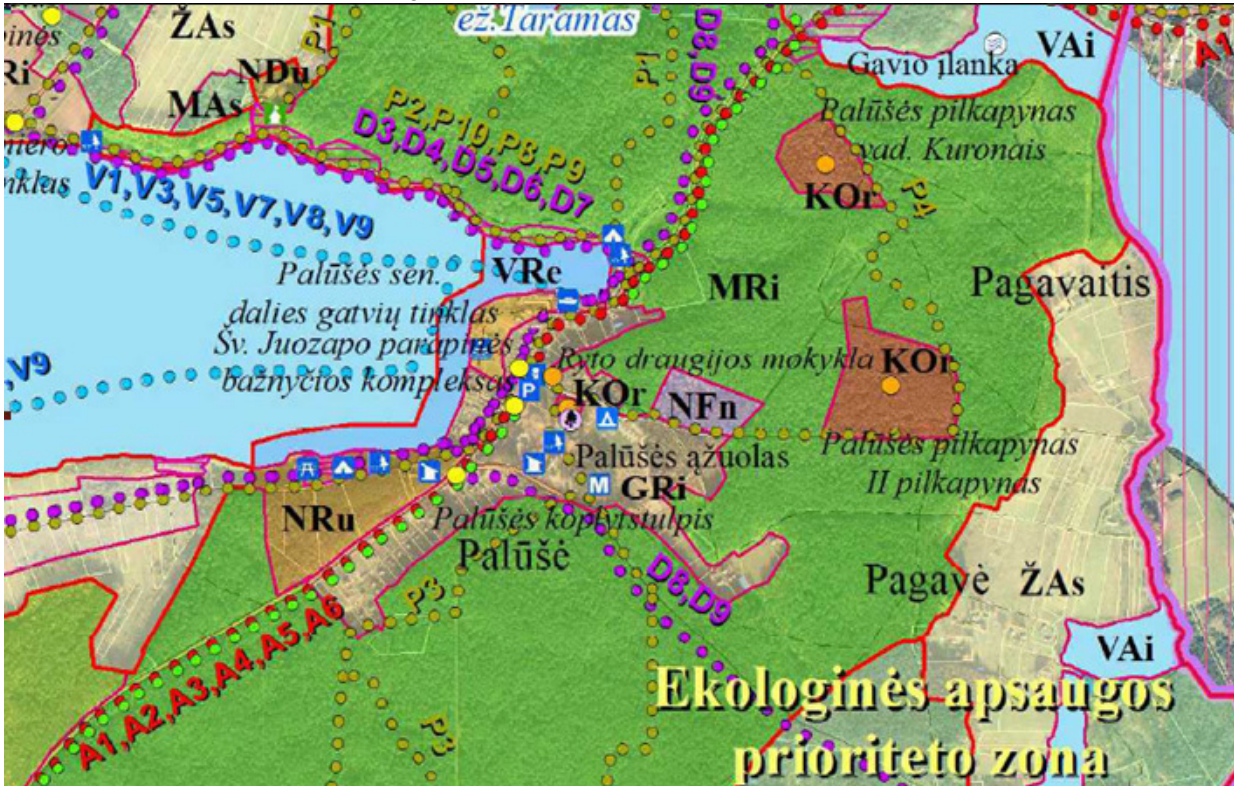 ež.Taramas
ŽAs
P1
P1
D8,D9
VAi
A1
Ri
NDu
Gavio įlanka
MAs
P2,P10,P8,P9
Palūšės pilkapynas
D3,D4,D5,D6,D7
vad. Kuronais
V1,V3,V5,V7,V8,V9
KOr
P4
Palūšės sen.
VRe
MRi
Pagavaitis
dalies gatvių tinklas
Šv. Juozapo parapinės
Ryto draugijos møkykla
KOr
bažnyčios kompleksas
V9
P
KOr
NFn
Palūšės ąžuolas
Palūšės pilkapynas
M
GRi
II pilkapynas
NRu
Palūšės koplytstulpis
Palūšė
D8,D9
Pagavė
ŽAs
P3
A1,A2,A3,A4,A5,A6
VAi
P3
Ekologinės apsaugos
prioriteto zona